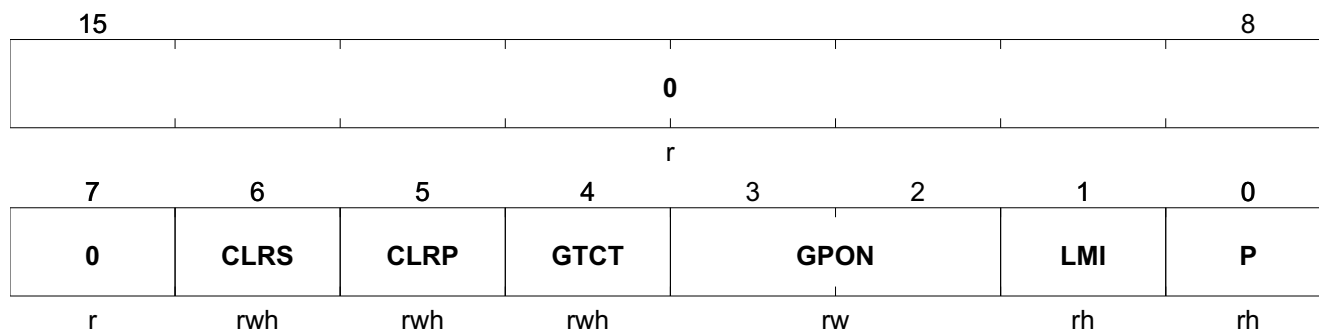 15 8
0
r
7 6 5 4 3 2 1 0
0 CLRS CLRP GTCT GPON LMI P
r rwh rwh rwh rw rh rh